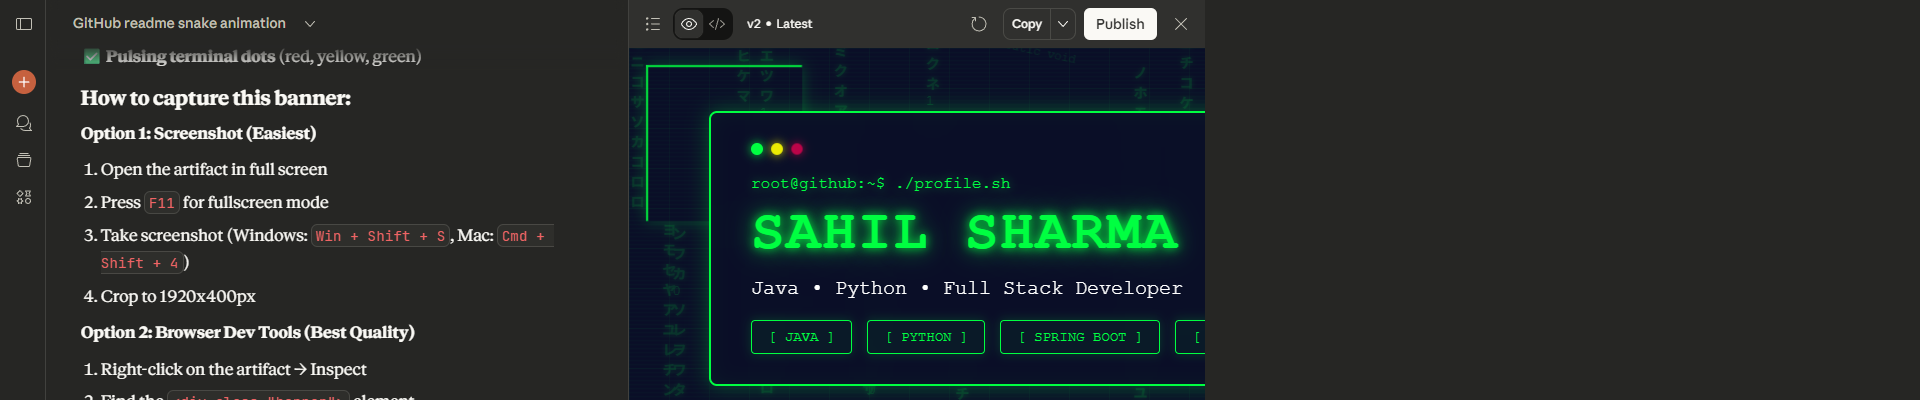 GitHub readme snake animation
✅ Pulsing terminal dots (red, yellow, green)
How to capture this banner:
Option 1: Screenshot (Easiest)
1. Open the artifact in full screen
2. Press F11 for fullscreen mode
3. Take screenshot (Windows: Win + Shift + S, Mac: Cmd +
Shift + 4)
4. Crop to 1920x400px
Option 2: Browser Dev Tools (Best Quality)
1. Right-click on the artifact → Inspect
2. Find the <div class="banner"> element
v2 • Latest
Copy
Publish
root@github:~$ ./profile.sh
SAHIL SHARMA
Java • Python • Full Stack Developer
[ JAVA ]
[ PYTHON ]
[ SPRING BOOT ]
[